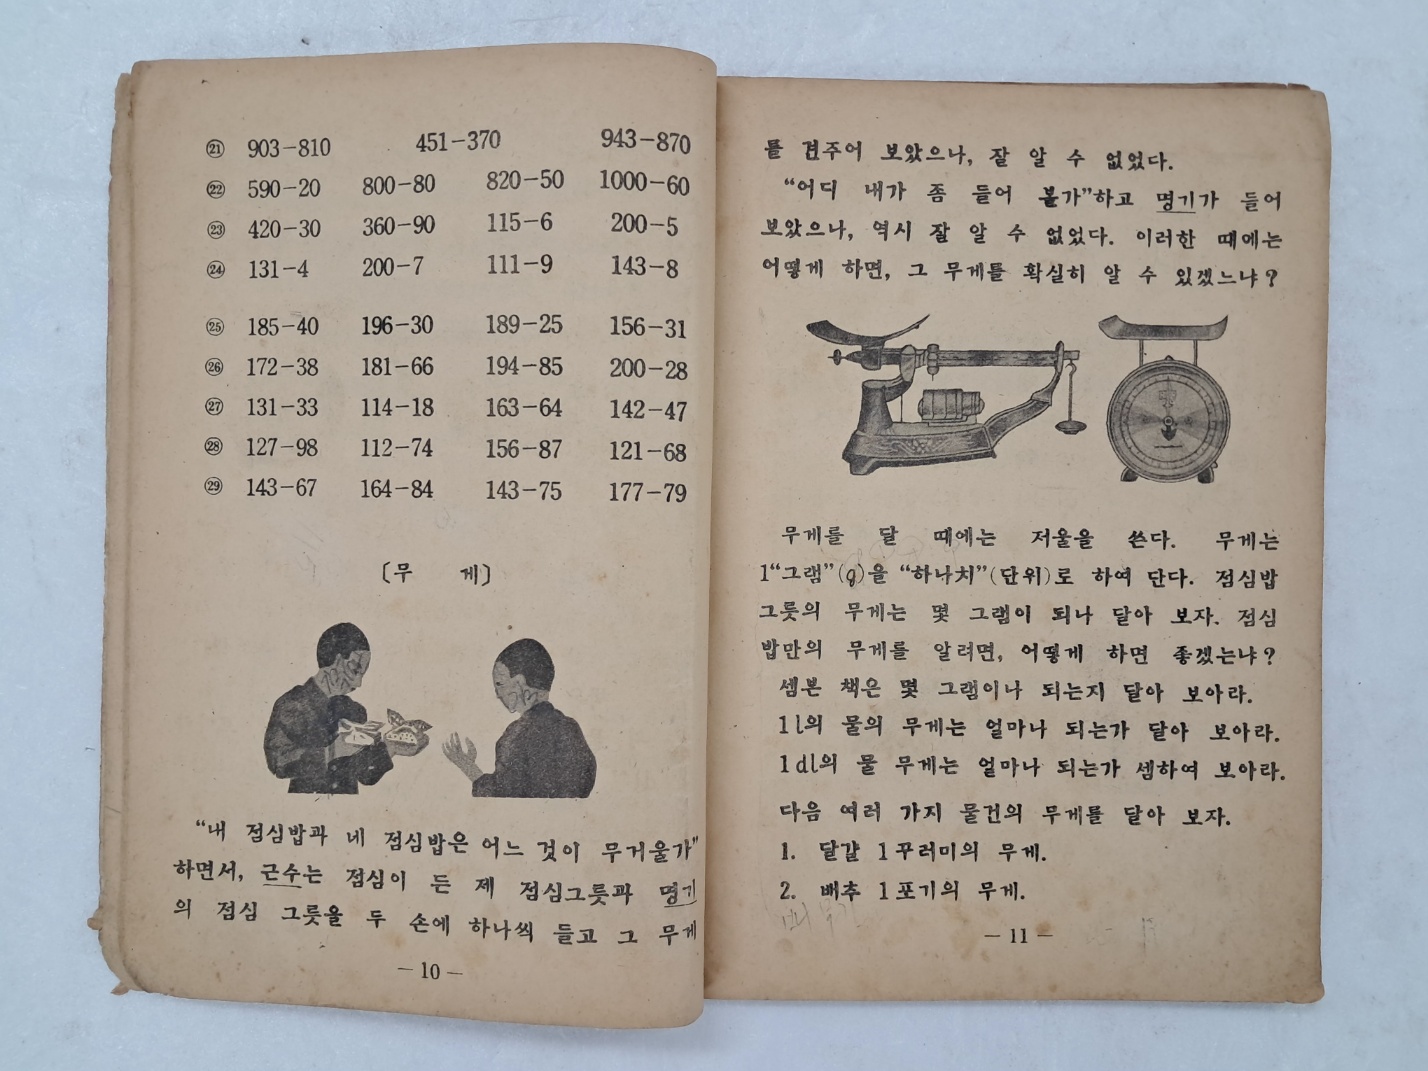 ㉑ 903-810 451-370 943-870
㉒ 590-20 800-80 820-50 1000-60
㉓ 420-30 360-90 115-6 200-5
㉔ 131-4 200-7 111-9 143-8
㉕ 185-40 196-30 189-25 156-31
㉖ 172-38 181-66 194-85 200-28
㉗ 131-33 114-18 163-64 142-47
㉘ 127-98 112-74 156-87 121-68
㉙ 143-67 164-84 143-75 177-79
〔무 게〕
“내 점심밥과 네 점심밥은 어느 것이 무거울가”
하면서, 근수는 점심이 든 제 점심그릇과 명기
의 점심 그릇을 두 손에 하나씩 들고 그 무게
-10-
를 견주어 보았으나, 잘 알 수 없었다.
“어디 내가 좀 들어 볼가”하고 명기가 들어
보았으나, 역시 잘 알 수 없었다. 이러한 때에는
어떻게 하면, 그 무게를 확실히 알 수 있겠느냐?
무게를 달 때에는 저울을 쓴다. 무게는
1“그램”(g)을 “하나치”(단위)로 하여 단다. 점심밥
그릇의 무게는 몇 그램이 되나 달아 보자. 점심
밥만의 무게를 알려면, 어떻게 하면 좋겠는냐?
셈본 책은 몇 그램이나 되는지 달아 보아라.
1l의 물의 무게는 얼마나 되는가 달아 보아라.
1dl의 물 무게는 얼마나 되는가 셈하여 보아라.
다음 여러 가지 물건의 무게를 달아 보자.
1. 달걀 1꾸러미의 무게.
2. 배추 1포기의 무게.
-11-